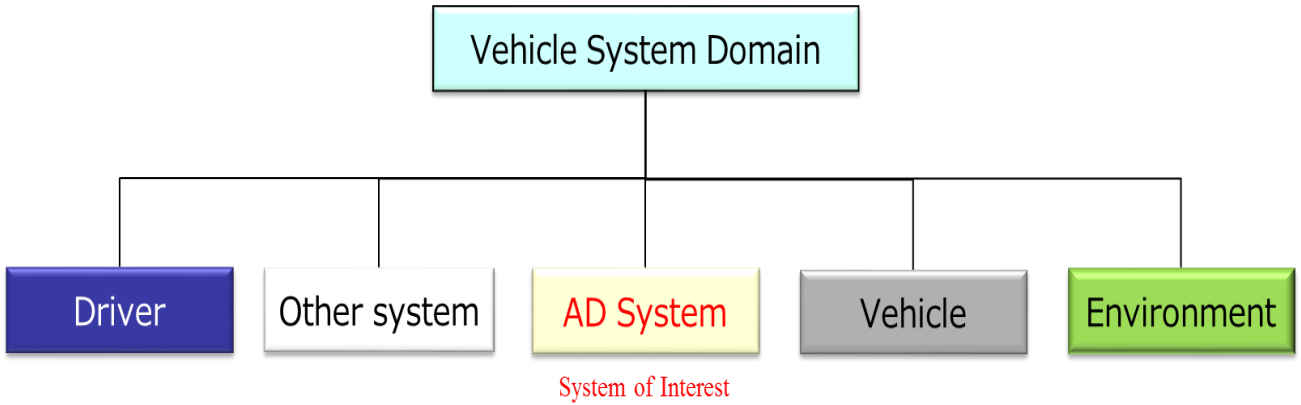 Vehicle System Domain
Driver
Other system
AD System
Vehicle
Environment
System of Interest